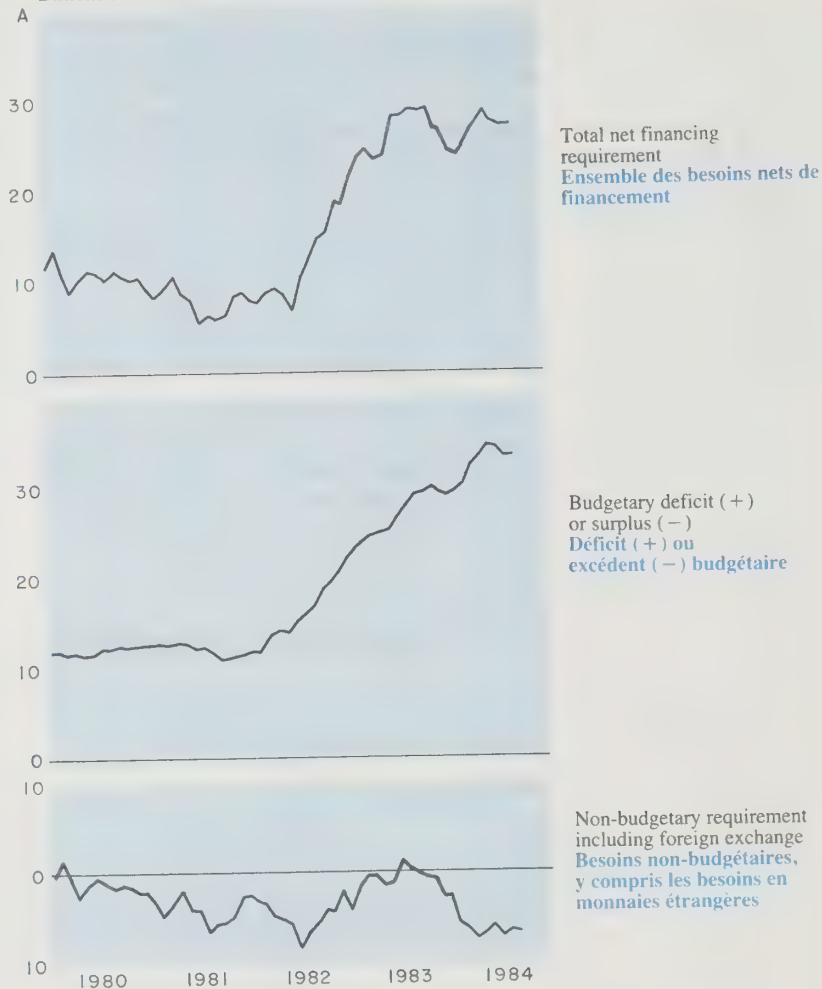 A
30
20
10
0
Total net financing
requirement
Ensemble des besoins nets de
financement
30
20
10
0
Budgetary deficit (+)
or surplus (−)
Déficit (+) ou
excédent (−) budgétaire
10
0
10
Non-budgetary requirement
including foreign exchange
Besoins non-budgétaires,
y compris les besoins en
monnaies étrangères
1980 1981 1982 1983 1984